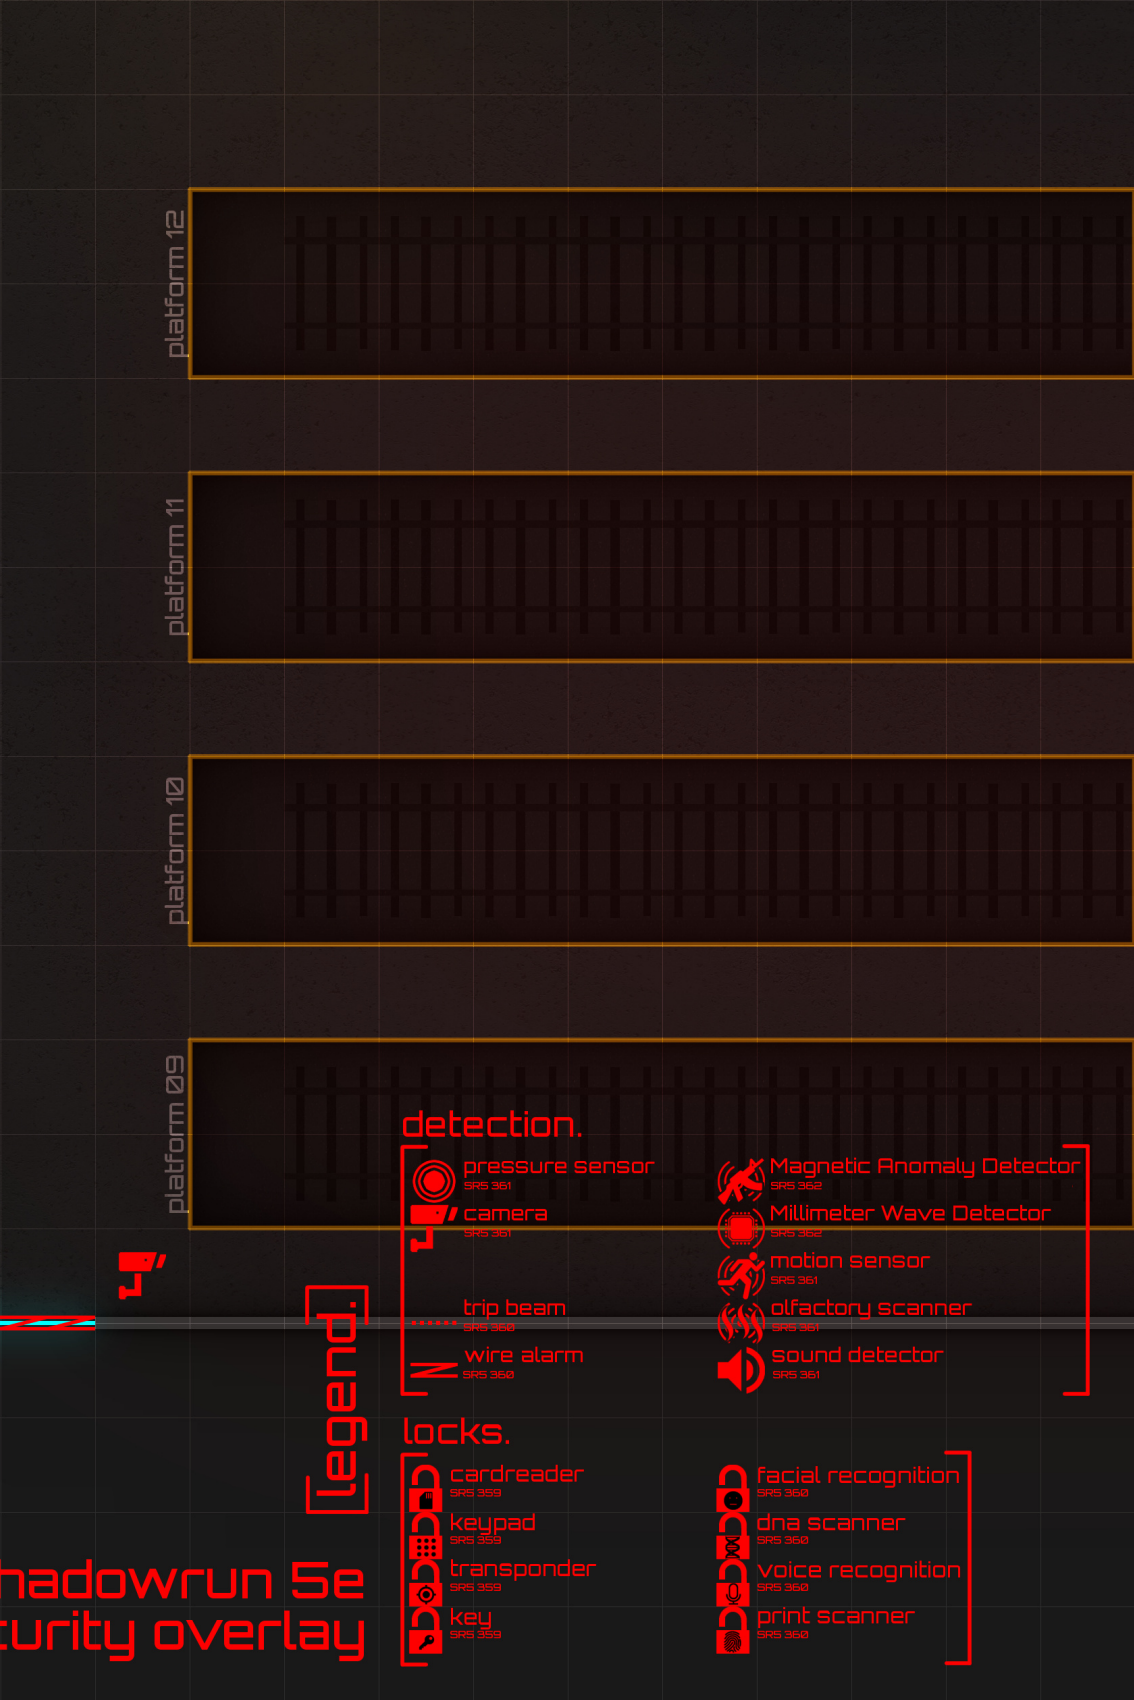 platform 12
platform 11
platform 10
platform 09
detection.
pressure sensor
SR5 361
camera
SR5 361
trip beam
SR5 360
wire alarm
SR5 360
Magnetic Anomaly Detector
SR5 362
Millimeter Wave Detector
SR5 362
motion sensor
SR5 361
olfactory scanner
SR5 361
sound detector
SR5 361
legend.
locks.
cardreader
SR5 359
keypad
SR5 359
transponder
SR5 359
key
SR5 359
facial recognition
SR5 360
dna scanner
SR5 360
voice recognition
SR5 360
print scanner
SR5 360
hadowrun 5e
curity overlay